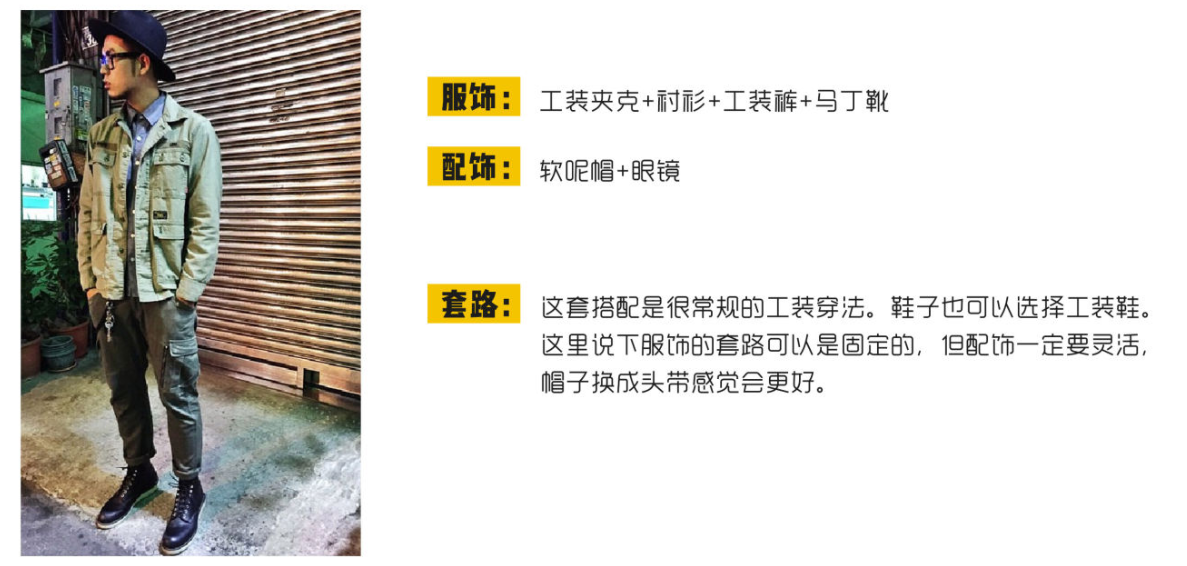 服饰：工装夹克+衬衫+工装裤+马丁靴
配饰：软呢帽+眼镜
套路：这套搭配是很常规的工装穿法。鞋子也可以选择工装鞋。
这里说下服饰的套路可以是固定的，但配饰一定要灵活，
帽子换成头带感觉会更好。